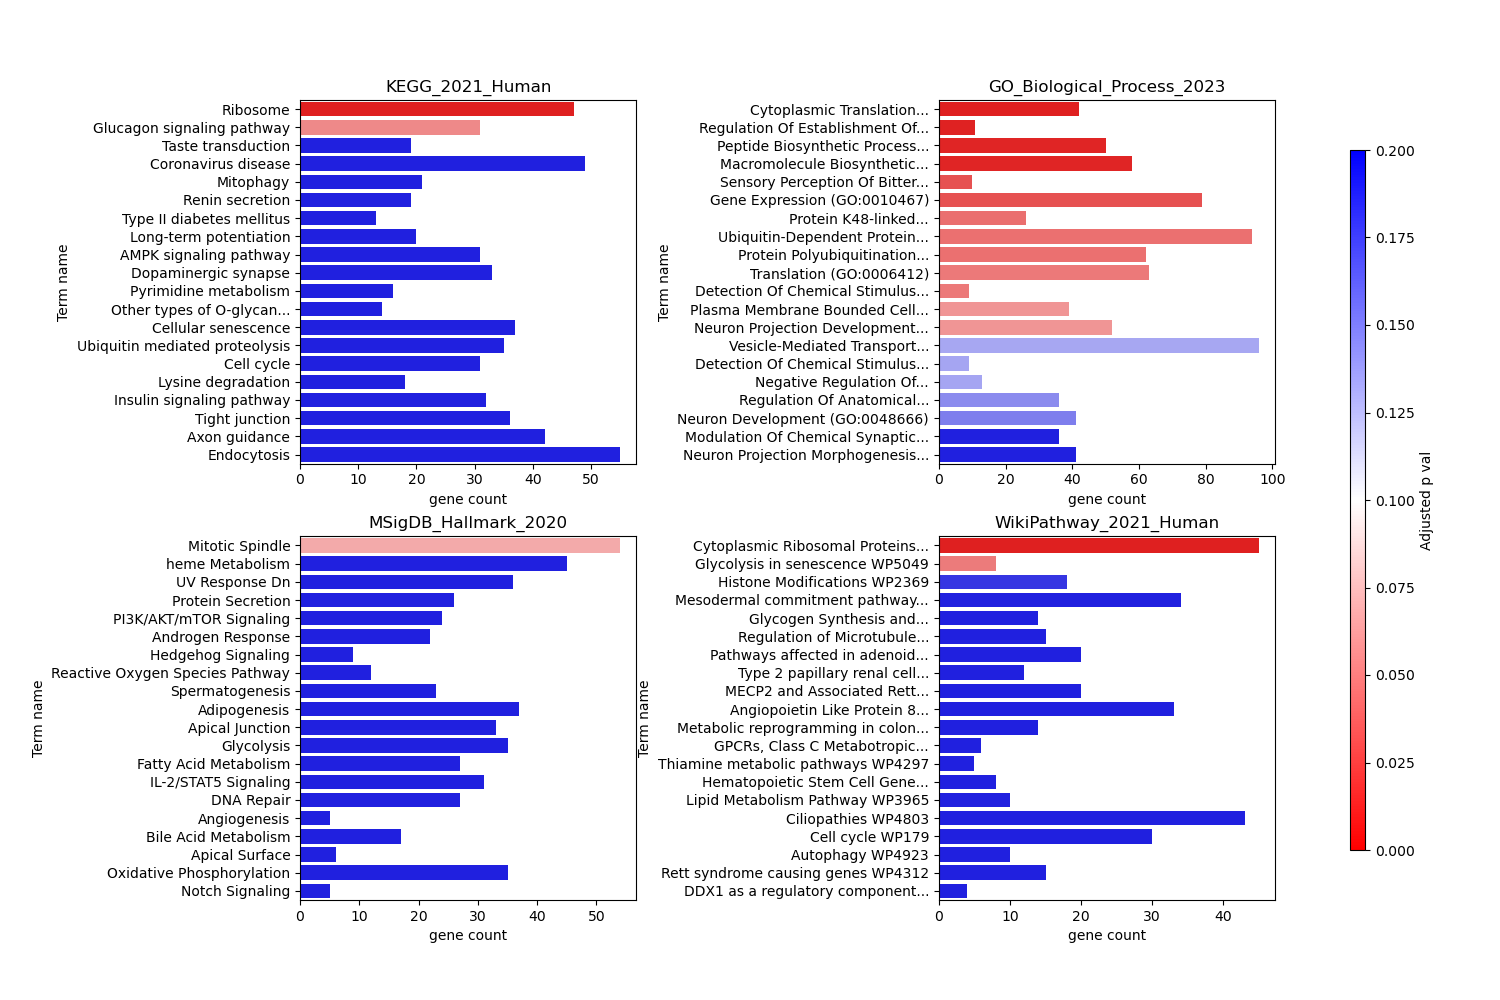 KEGG_2021_Human
Term name
Ribosome
Glucagon signaling pathway
Taste transduction
Coronavirus disease
Mitophagy
Renin secretion
Type II diabetes mellitus
Long-term potentiation
AMPK signaling pathway
Dopaminergic synapse
Pyrimidine metabolism
Other types of O-glycan...
Cellular senescence
Ubiquitin mediated proteolysis
Cell cycle
Lysine degradation
Insulin signaling pathway
Tight junction
Axon guidance
Endocytosis
0 10 20 30 40 50
gene count
GO_Biological_Process_2023
Term name
Cytoplasmic Translation...
Regulation Of Establishment Of...
Peptide Biosynthetic Process...
Macromolecule Biosynthetic...
Sensory Perception Of Bitter...
Gene Expression (GO:0010467)
Protein K48-linked...
Ubiquitin-Dependent Protein...
Protein Polyubiquitination...
Translation (GO:0006412)
Detection Of Chemical Stimulus...
Plasma Membrane Bounded Cell...
Neuron Projection Development...
Vesicle-Mediated Transport...
Detection Of Chemical Stimulus...
Negative Regulation Of...
Regulation Of Anatomical...
Neuron Development (GO:0048666)
Modulation Of Chemical Synaptic...
Neuron Projection Morphogenesis...
0 20 40 60 80 100
gene count
MSigDB_Hallmark_2020
Term name
Mitotic Spindle
heme Metabolism
UV Response Dn
Protein Secretion
PI3K/AKT/mTOR Signaling
Androgen Response
Hedgehog Signaling
Reactive Oxygen Species Pathway
Spermatogenesis
Adipogenesis
Apical Junction
Glycolysis
Fatty Acid Metabolism
IL-2/STAT5 Signaling
DNA Repair
Angiogenesis
Bile Acid Metabolism
Apical Surface
Oxidative Phosphorylation
Notch Signaling
0 10 20 30 40 50
gene count
WikiPathway_2021_Human
Term name
Cytoplasmic Ribosomal Proteins...
Glycolysis in senescence WP5049
Histone Modifications WP2369
Mesodermal commitment pathway...
Glycogen Synthesis and...
Regulation of Microtubule...
Pathways affected in adenoid...
Type 2 papillary renal cell...
MECP2 and Associated Rett...
Angiopoietin Like Protein 8...
Metabolic reprogramming in colon...
GPCRs, Class C Metabotropic...
Thiamine metabolic pathways WP4297
Hematopoietic Stem Cell Gene...
Lipid Metabolism Pathway WP3965
Ciliopathies WP4803
Cell cycle WP179
Autophagy WP4923
Rett syndrome causing genes WP4312
DDX1 as a regulatory component...
0 10 20 30 40
gene count
0.200
0.175
0.150
0.125
0.100
0.075
0.050
0.025
0.000
Adjusted p val